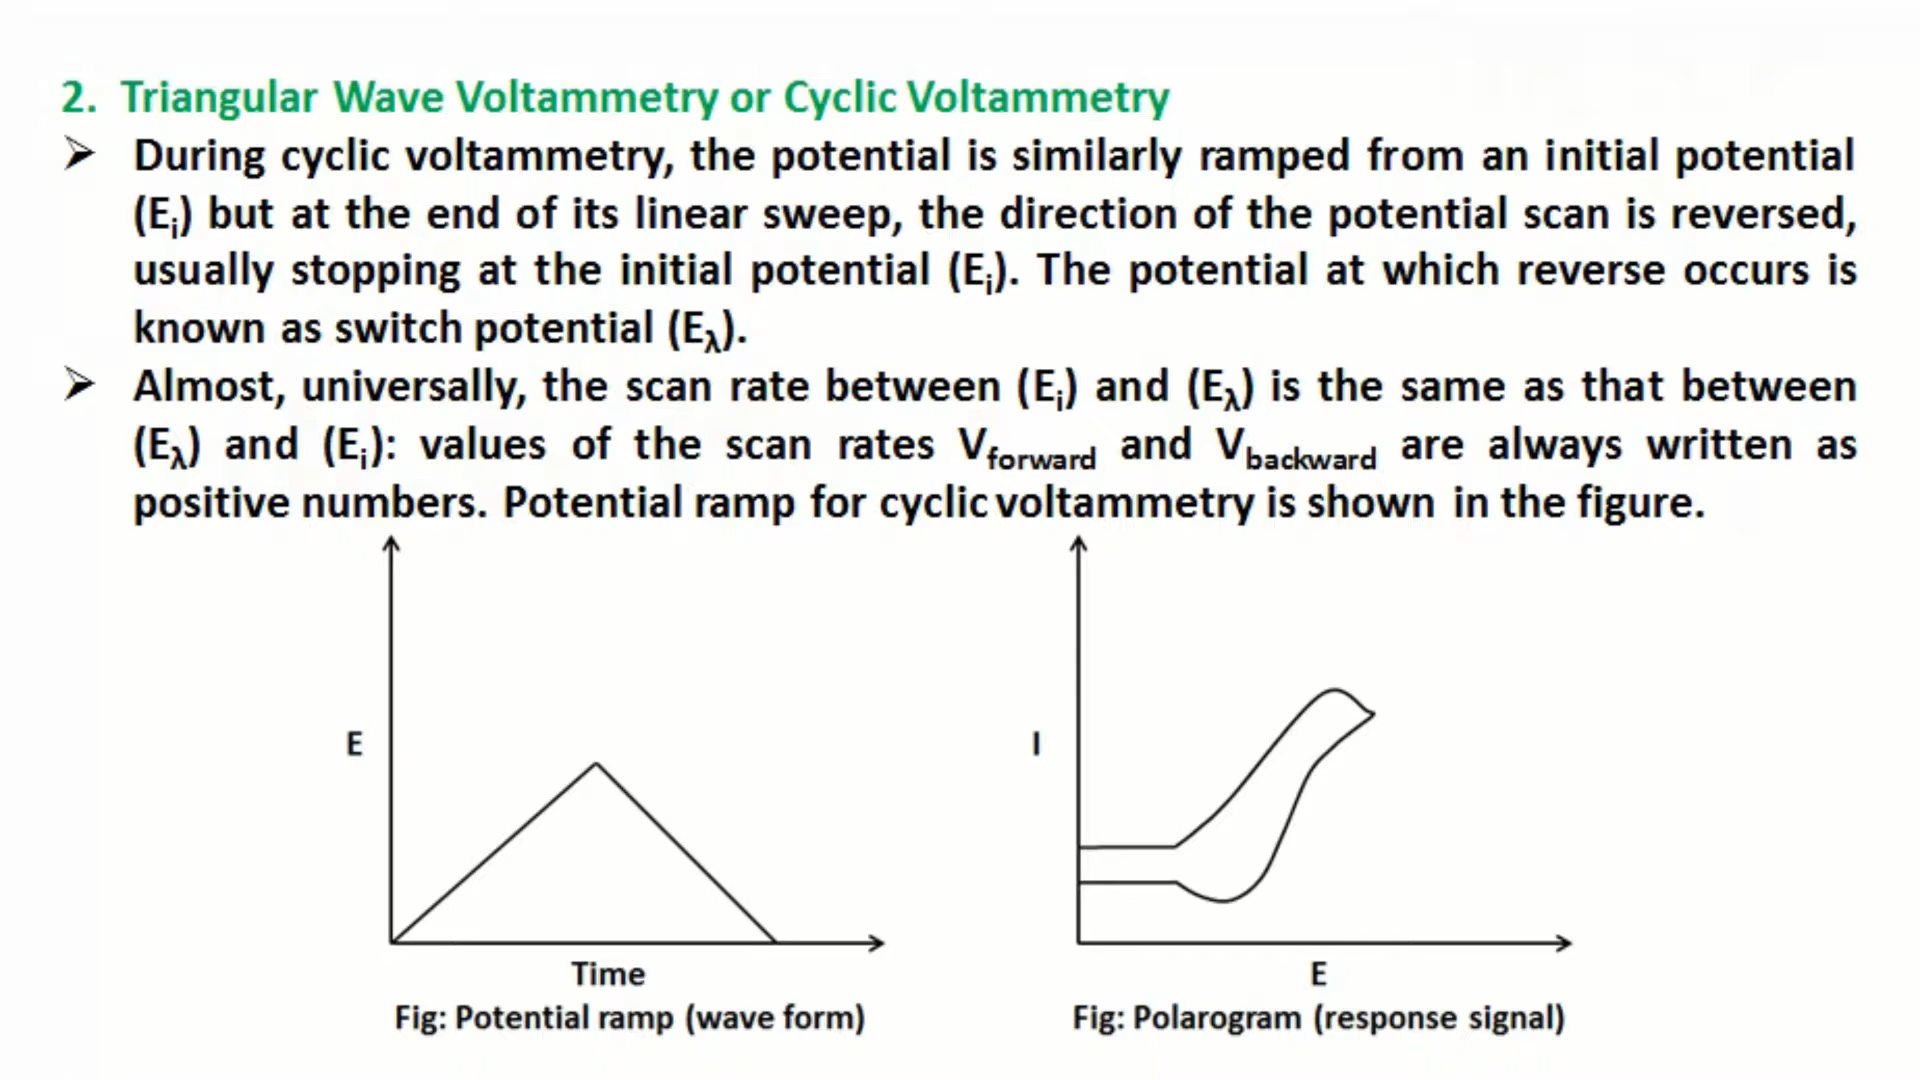 2. Triangular Wave Voltammetry or Cyclic Voltammetry
➢ During cyclic voltammetry, the potential is similarly ramped from an initial potential
(Ei) but at the end of its linear sweep, the direction of the potential scan is reversed,
usually stopping at the initial potential (Ei). The potential at which reverse occurs is
known as switch potential (Eλ).
➢ Almost, universally, the scan rate between (Ei) and (Eλ) is the same as that between
(Eλ) and (Ei): values of the scan rates Vforward and Vbackward are always written as
positive numbers. Potential ramp for cyclic voltammetry is shown in the figure.
E
Time
Fig: Potential ramp (wave form)
I
E
Fig: Polarogram (response signal)